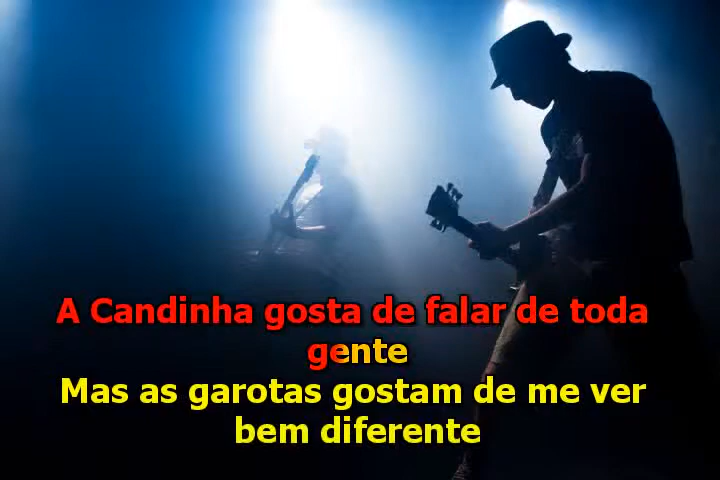 A Candinha gosta de falar de toda
gente
Mas as garotas gostam de me ver
bem diferente